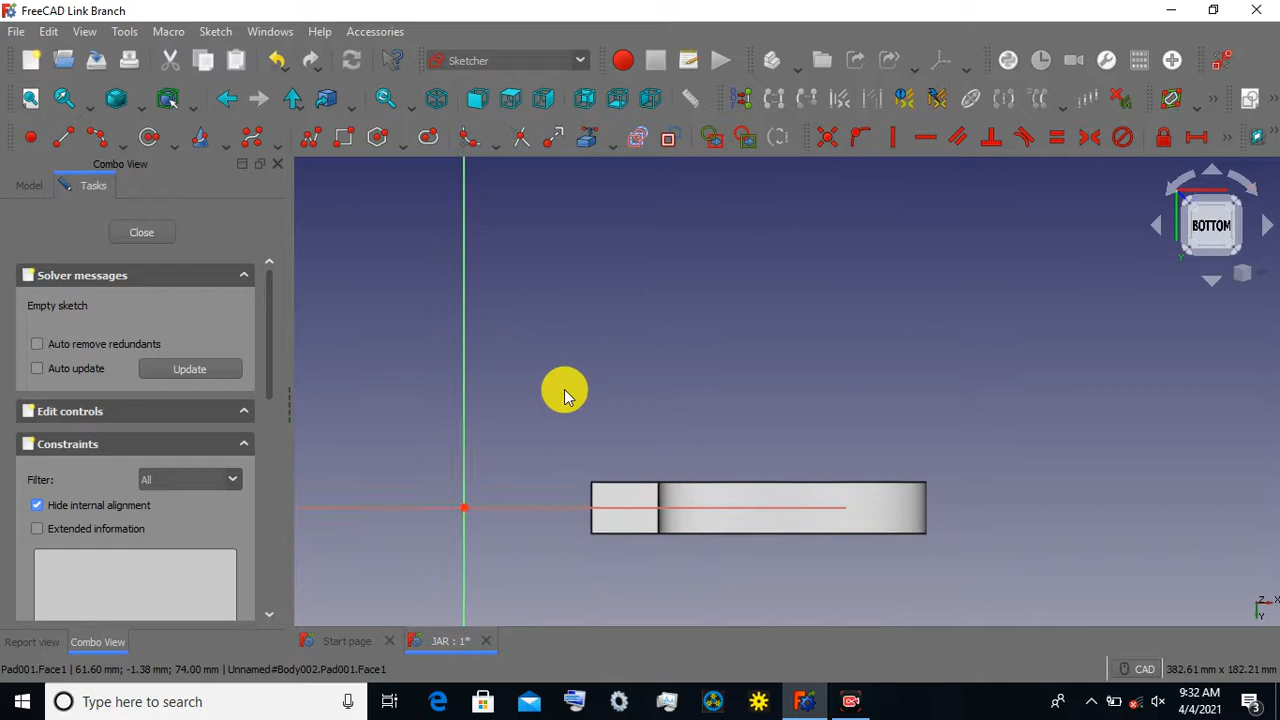 FreeCAD Link Branch
File Edit View Tools Macro Sketch Windows Help Accessories
Sketcher
Combo View
Model Tasks
BOTTOM
Y
Close
Solver messages
Empty sketch
Auto remove redundants
Auto update Update
Edit controls
Constraints
Filter: All
Hide internal alignment
Extended information
Z X
Y
Report view Combo View Start page JAR : 1*
Pad001.Face1 | 61.60 mm; -1.38 mm; 74.00 mm | Unnamed#Body002.Pad001.Face1 CAD 382.61 mm x 182.21 mm
Type here to search
9:32 AM
4/4/2021
3